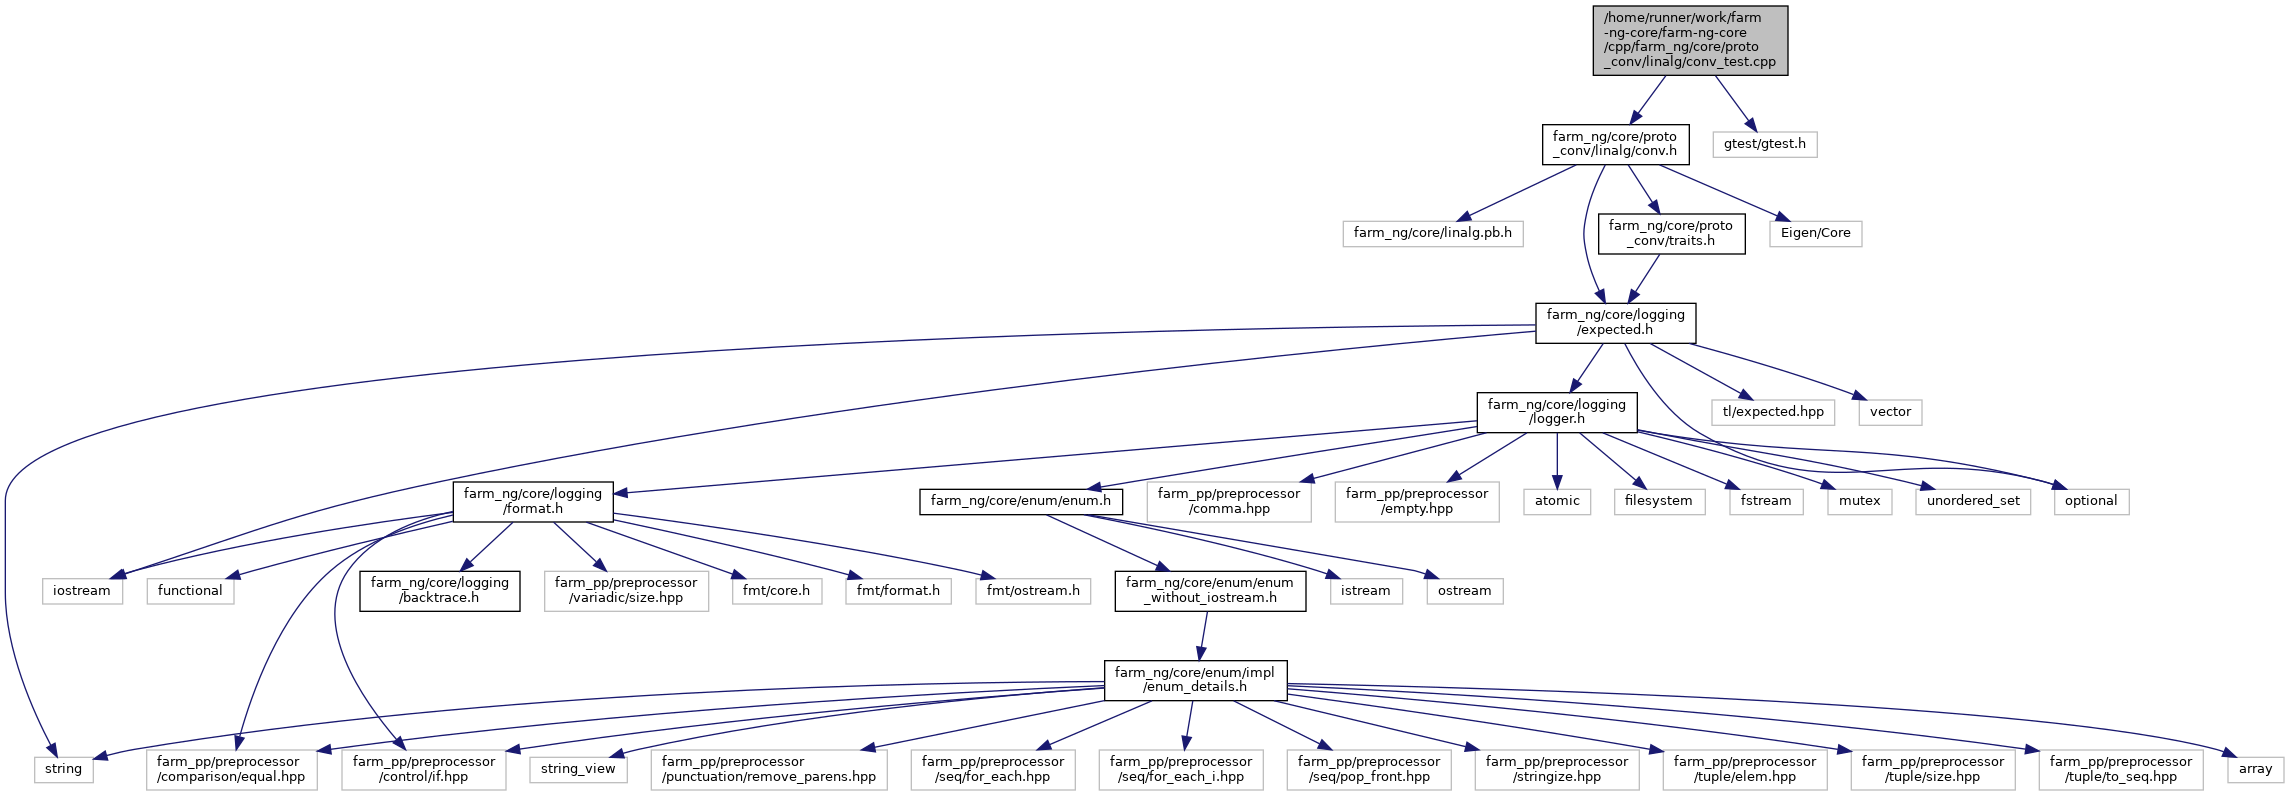 /home/runner/work/farm
-ng-core/farm-ng-core
/cpp/farm_ng/core/proto
_conv/linalg/conv_test.cpp
farm_ng/core/proto
_conv/linalg/conv.h
gtest/gtest.h
farm_ng/core/linalg.pb.h
farm_ng/core/proto
_conv/traits.h
Eigen/Core
farm_ng/core/logging
/expected.h
farm_ng/core/logging
/logger.h
tl/expected.hpp
vector
farm_ng/core/logging
/format.h
farm_ng/core/enum/enum.h
farm_pp/preprocessor
/comma.hpp
farm_pp/preprocessor
/empty.hpp
atomic
filesystem
fstream
mutex
unordered_set
optional
iostream
functional
farm_ng/core/logging
/backtrace.h
farm_pp/preprocessor
/variadic/size.hpp
fmt/core.h
fmt/format.h
fmt/ostream.h
farm_ng/core/enum/enum
_without_iostream.h
istream
ostream
farm_ng/core/enum/impl
/enum_details.h
string
farm_pp/preprocessor
/comparison/equal.hpp
farm_pp/preprocessor
/control/if.hpp
string_view
farm_pp/preprocessor
/punctuation/remove_parens.hpp
farm_pp/preprocessor
/seq/for_each.hpp
farm_pp/preprocessor
/seq/for_each_i.hpp
farm_pp/preprocessor
/seq/pop_front.hpp
farm_pp/preprocessor
/stringize.hpp
farm_pp/preprocessor
/tuple/elem.hpp
farm_pp/preprocessor
/tuple/size.hpp
farm_pp/preprocessor
/tuple/to_seq.hpp
array